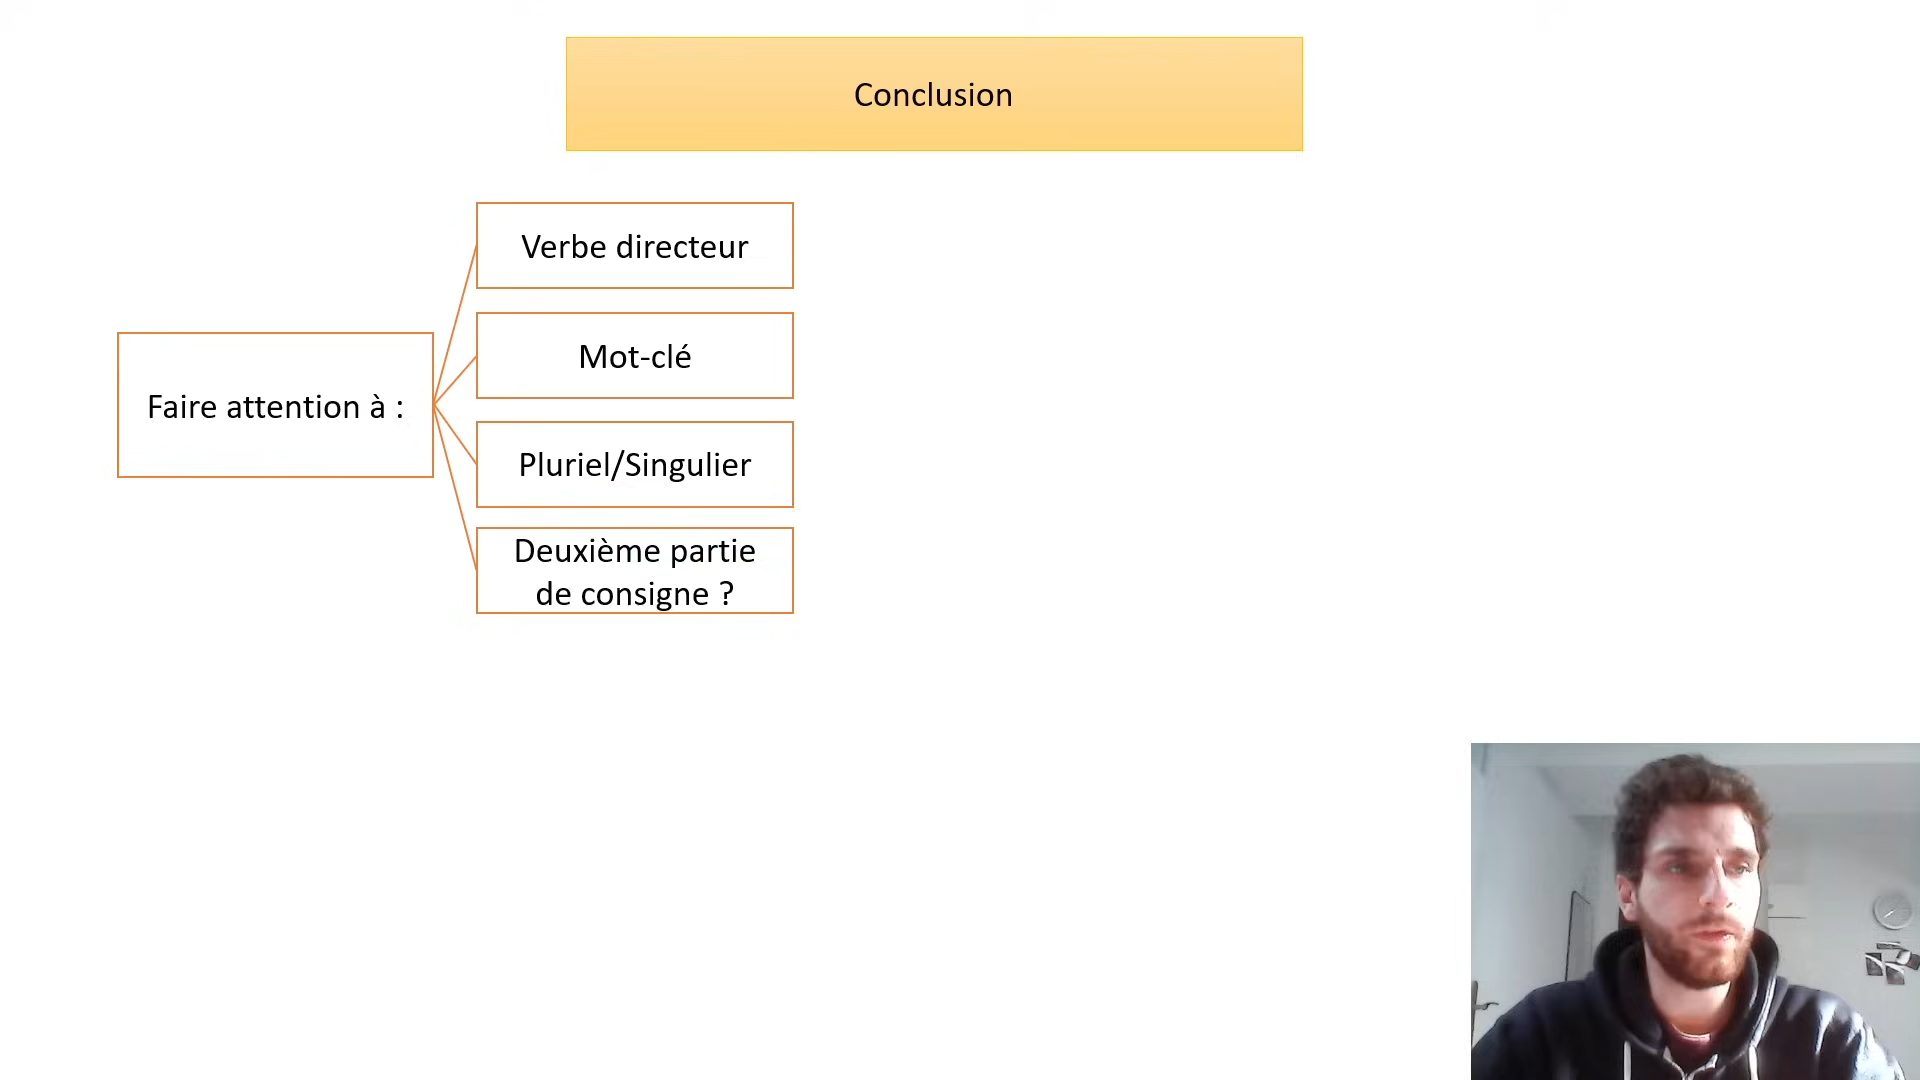 Conclusion
Verbe directeur
Mot-clé
Faire attention à :
Pluriel/Singulier
Deuxième partie
de consigne ?